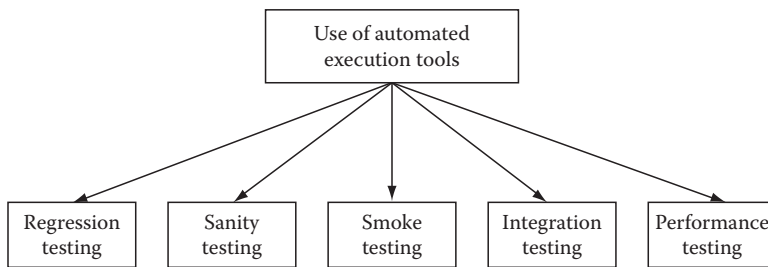 Use of automated
execution tools
Regression
testing
Sanity
testing
Smoke
testing
Integration
testing
Performance
testing